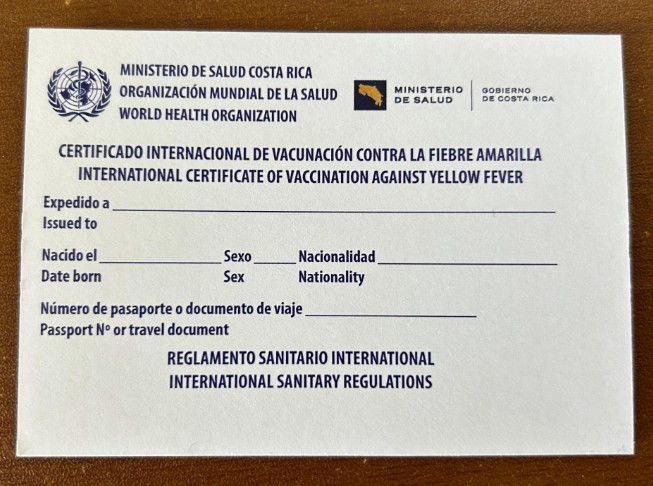 MINISTERIO DE SALUD COSTA RICA
ORGANIZACIÓN MUNDIAL DE LA SALUD
WORLD HEALTH ORGANIZATION
MINISTERIO
DE SALUD
GOBIERNO
DE COSTA RICA
CERTIFICADO INTERNACIONAL DE VACUNACIÓN CONTRA LA FIEBRE AMARILLA
INTERNATIONAL CERTIFICATE OF VACCINATION AGAINST YELLOW FEVER
Expedido a
Issued to
Nacido el Sexo Nacionalidad
Date born Sex Nationality
Número de pasaporte o documento de viaje
Passport Nº or travel document
REGLAMENTO SANITARIO INTERNATIONAL
INTERNATIONAL SANITARY REGULATIONS